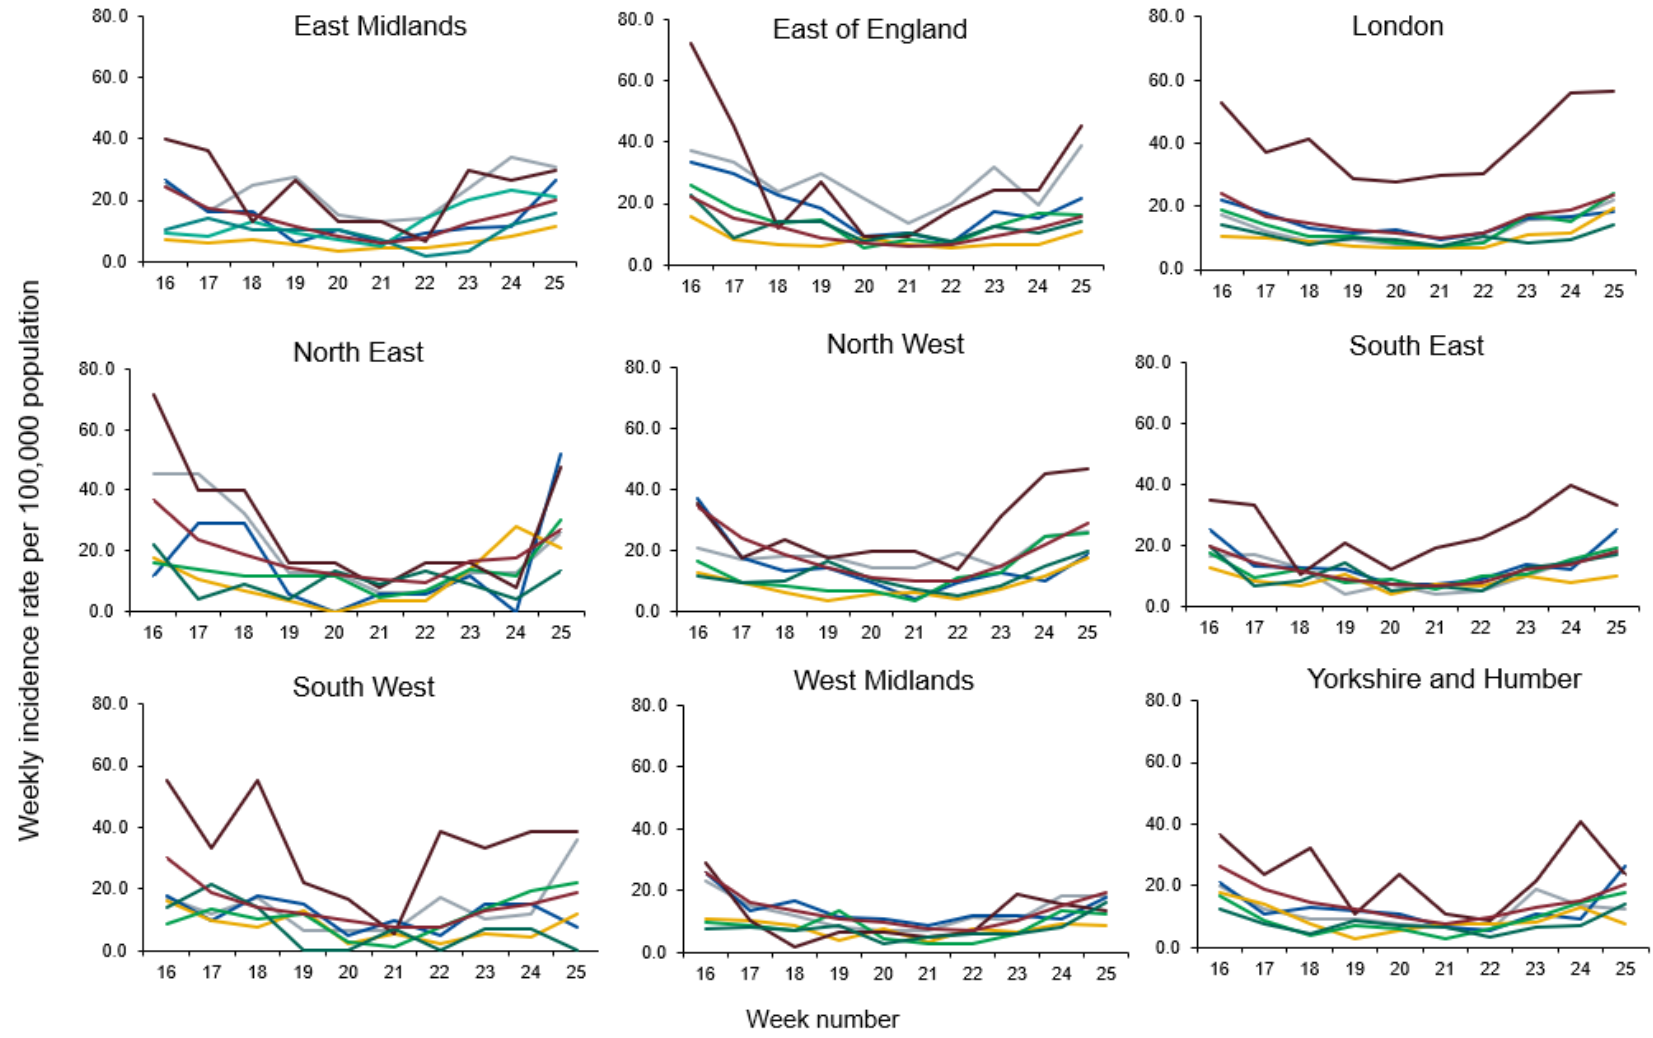 Weekly incidence rate per 100,000 population
East Midlands
80.0
60.0
40.0
20.0
0.0
16 17 18 19 20 21 22 23 24 25
East of England
80.0
60.0
40.0
20.0
0.0
16 17 18 19 20 21 22 23 24 25
London
80.0
60.0
40.0
20.0
0.0
16 17 18 19 20 21 22 23 24 25
North East
80.0
60.0
40.0
20.0
0.0
16 17 18 19 20 21 22 23 24 25
North West
80.0
60.0
40.0
20.0
0.0
16 17 18 19 20 21 22 23 24 25
South East
80.0
60.0
40.0
20.0
0.0
16 17 18 19 20 21 22 23 24 25
South West
80.0
60.0
40.0
20.0
0.0
16 17 18 19 20 21 22 23 24 25
West Midlands
80.0
60.0
40.0
20.0
0.0
16 17 18 19 20 21 22 23 24 25
Yorkshire and Humber
80.0
60.0
40.0
20.0
0.0
16 17 18 19 20 21 22 23 24 25
Week number